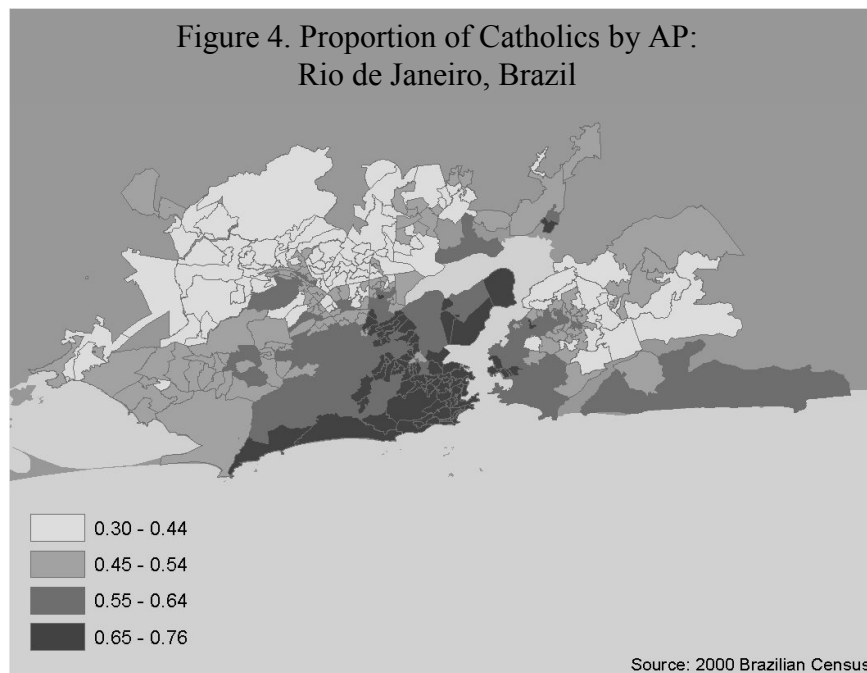 Figure 4. Proportion of Catholics by AP:
Rio de Janeiro, Brazil
0.30 - 0.44
0.45 - 0.54
0.55 - 0.64
0.65 - 0.76
Source: 2000 Brazilian Census